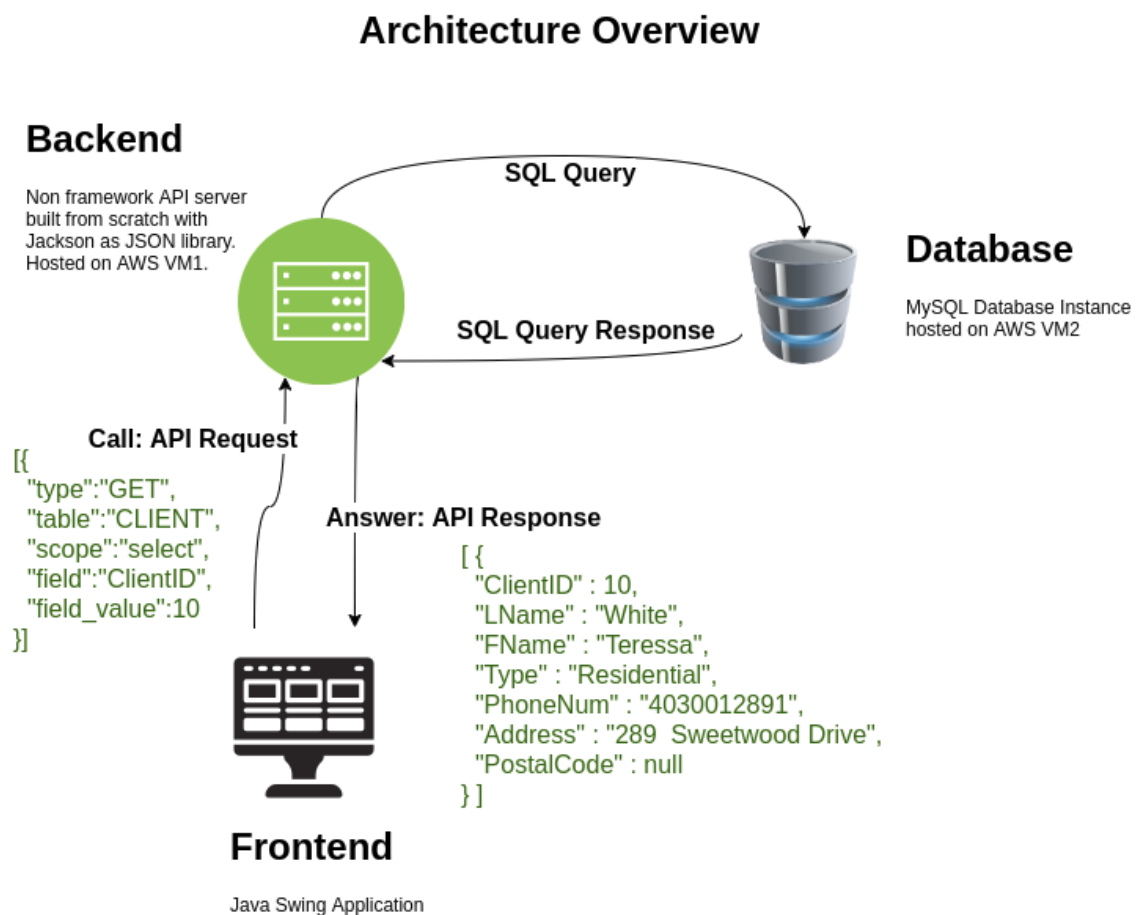 Architecture Overview
Backend
Non framework API server
built from scratch with
Jackson as JSON library.
Hosted on AWS VM1.
SQL Query
Database
MySQL Database Instance
hosted on AWS VM2
SQL Query Response
Call: API Request
[{
"type":"GET",
"table":"CLIENT",
"scope":"select",
"field":"ClientID",
"field_value":10
}]
Answer: API Response
[ {
"ClientID" : 10,
"LName" : "White",
"FName" : "Teressa",
"Type" : "Residential",
"PhoneNum" : "4030012891",
"Address" : "289  Sweetwood Drive",
"PostalCode" : null
} ]
Frontend
Java Swing Application